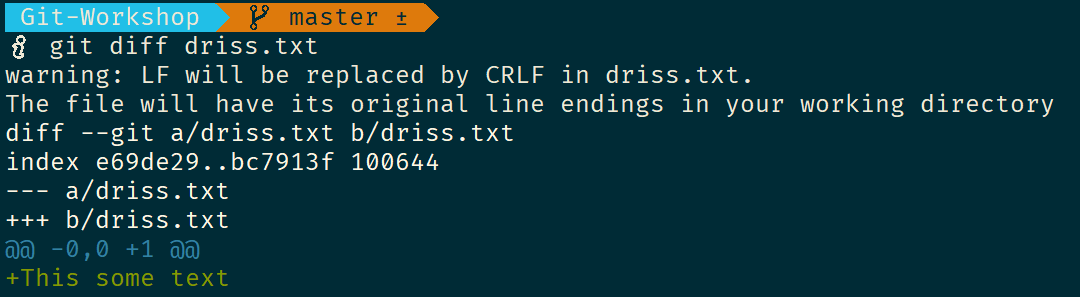 Git-Workshop master ±
git diff driss.txt
warning: LF will be replaced by CRLF in driss.txt.
The file will have its original line endings in your working directory
diff --git a/driss.txt b/driss.txt
index e69de29..bc7913f 100644
--- a/driss.txt
+++ b/driss.txt
@@ -0,0 +1 @@
+This some text